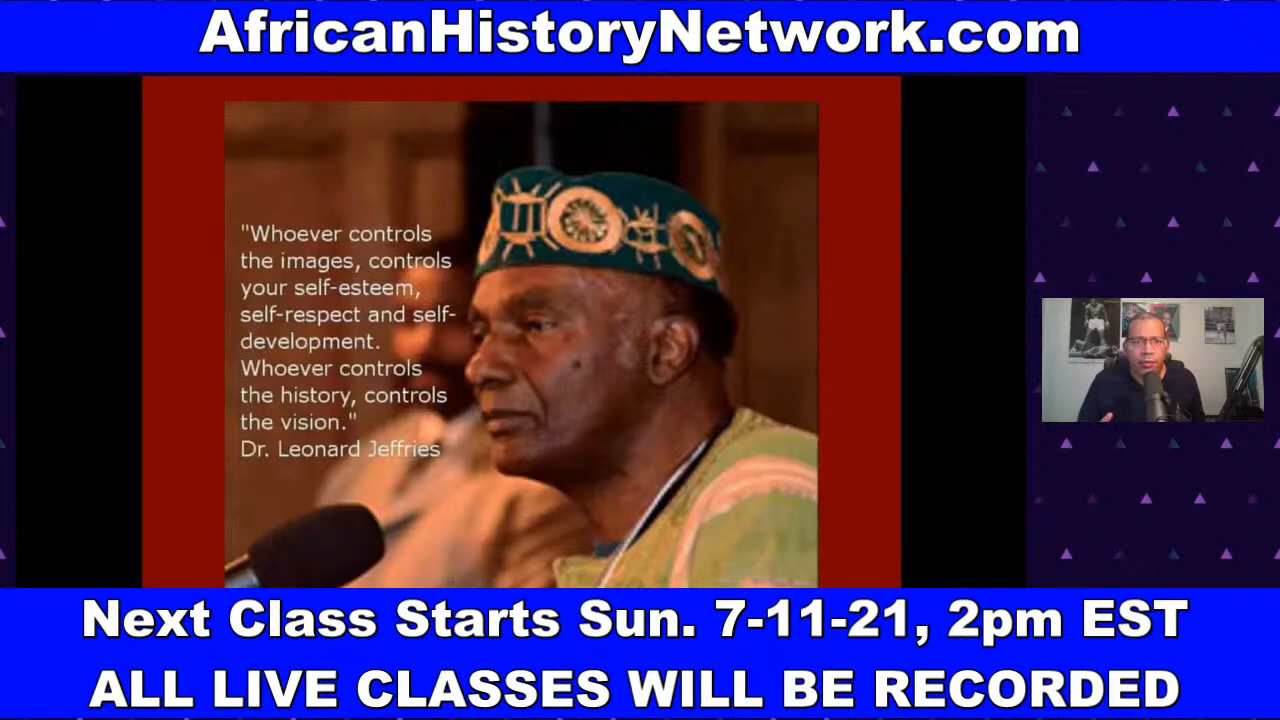 AfricanHistoryNetwork.com
"Whoever controls
the images, controls
your self-esteem,
self-respect and self-
development.
Whoever controls
the history, controls
the vision."
Dr. Leonard Jeffries
Next Class Starts Sun. 7-11-21, 2pm EST
ALL LIVE CLASSES WILL BE RECORDED